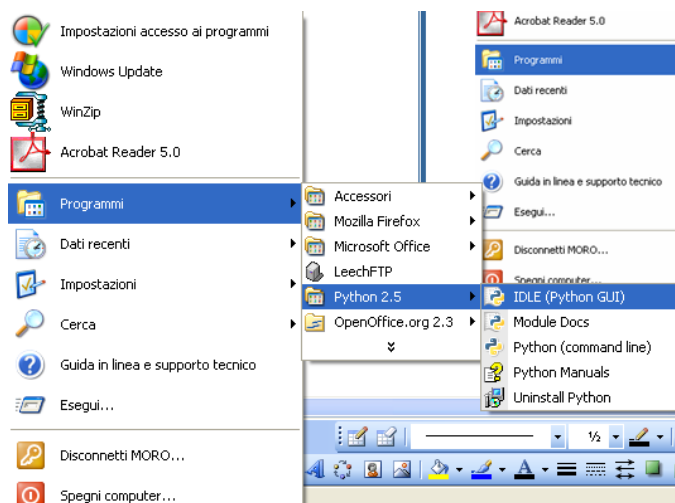 Impostazioni accesso ai programmi
Windows Update
WinZip
Acrobat Reader 5.0
Programmi
Dati recenti
Impostazioni
Cerca
Guida in linea e supporto tecnico
Esegui...
Disconnetti MORO...
Spegni computer...
Accessori
Mozilla Firefox
Microsoft Office
LeechFTP
Python 2.5
OpenOffice.org 2.3
Acrobat Reader 5.0
Programmi
Dati recenti
Impostazioni
Cerca
Guida in linea e supporto tecnico
Esegui...
Disconnetti MORO...
Spegni computer...
IDLE (Python GUI)
Module Docs
Python (command line)
Python Manuals
Uninstall Python
½